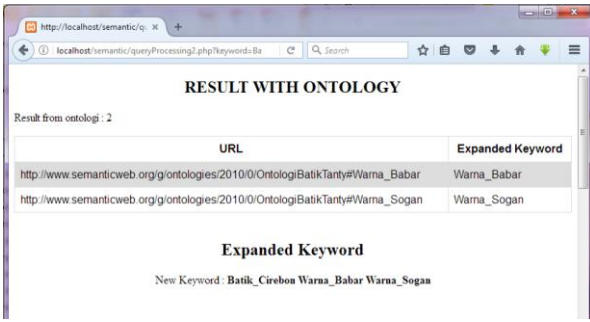 http://localhost/semantic/q
localhost/semantic/queryProcessing2.php?keyword=Ba
Search
RESULT WITH ONTOLOGY
Result from ontologi : 2
URL Expanded Keyword
http://www.semanticweb.org/g/ontologies/2010/0/OntologiBatikTanty#Warna_Babar Warna_Babar
http://www.semanticweb.org/g/ontologies/2010/0/OntologiBatikTanty#Warna_Sogan Warna_Sogan
Expanded Keyword
New Keyword : Batik_Cirebon Warna_Babar Warna_Sogan